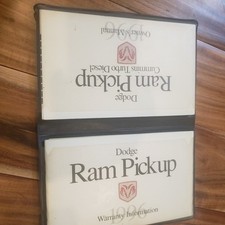 1996
Owner's Manual
Dodge
Ram Pickup
Cummins Turbo Diesel
Dodge
Ram Pickup
Warranty Information
1996